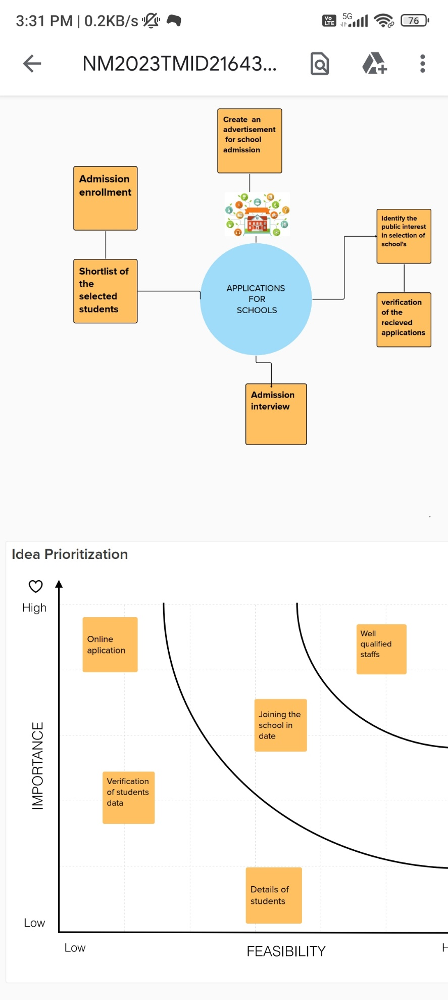 3:31 PM | 0.2KB/s
Vo
LTE
5G
76
NM2023TMID21643...
Create an
advertisement
for school
admission
Admission
enrollment
Identify the
public interest
in selection of
school's
Shortlist of
the
selected
students
APPLICATIONS
FOR
SCHOOLS
verification
of the
recieved
applications
Admission
interview
Idea Prioritization
High
Online
aplication
Well
qualified
staffs
Joining the
school in
date
IMPORTANCE
Verification
of students
data
Details of
students
Low
Low
FEASIBILITY